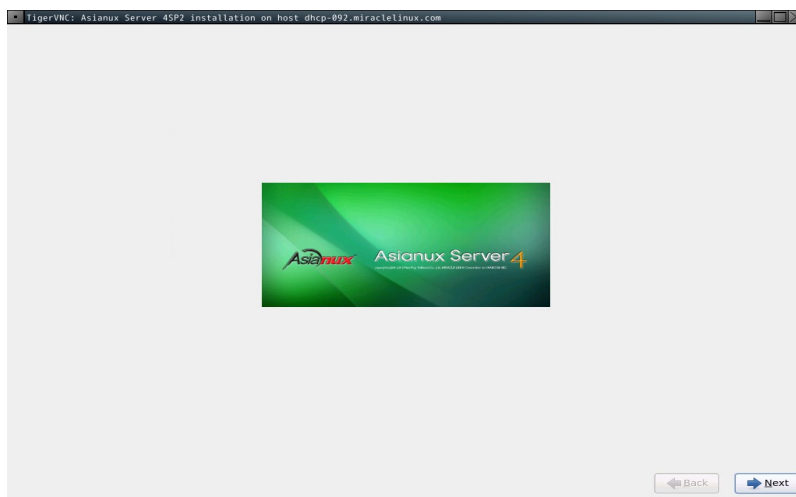 TigerVNC: Asianux Server 4SP2 installation on host dhcp-092.miraclelinux.com
Asianux
Asianux Server 4
Back
Next